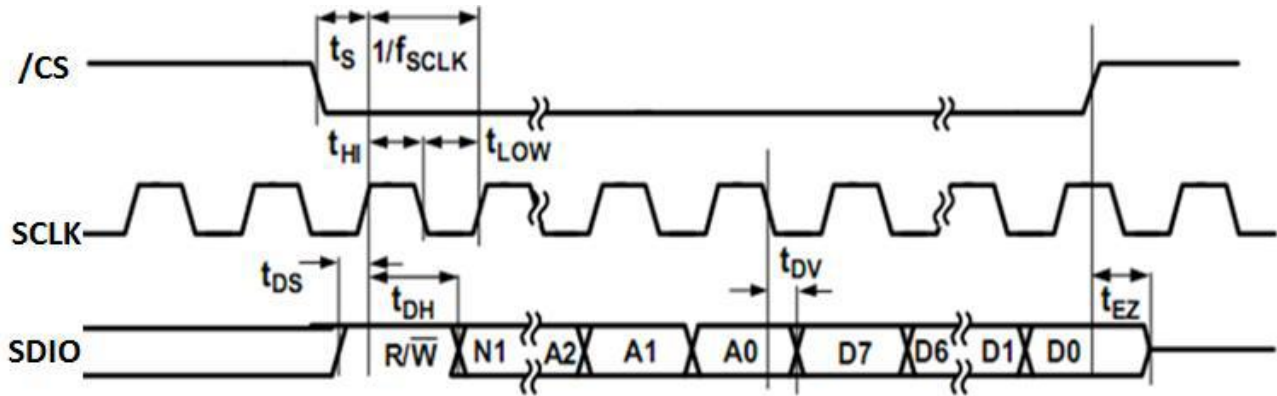 tS 1/fSCLK
/CS
tHI tLOW
SCLK
tDS tDH tDV tEZ
SDIO R/W̅ N1 A2 A1 A0 D7 D6 D1 D0